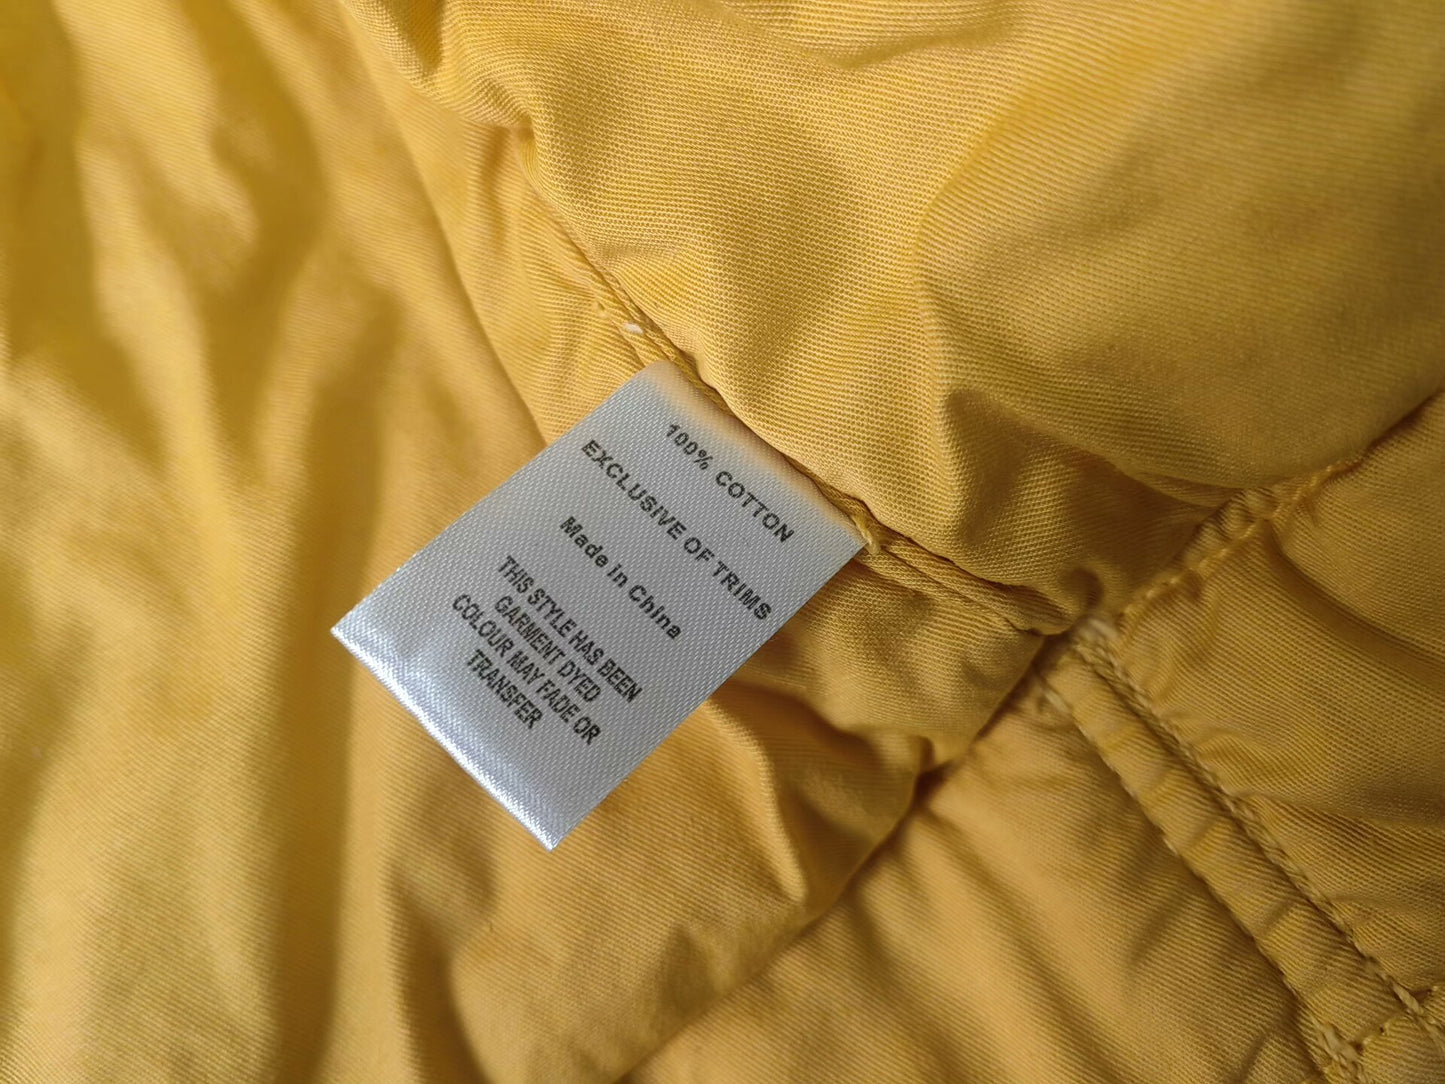 100% COTTON
EXCLUSIVE OF TRIMS
Made in China
THIS STYLE HAS BEEN
GARMENT DYED
COLOUR MAY FADE OR
TRANSFER